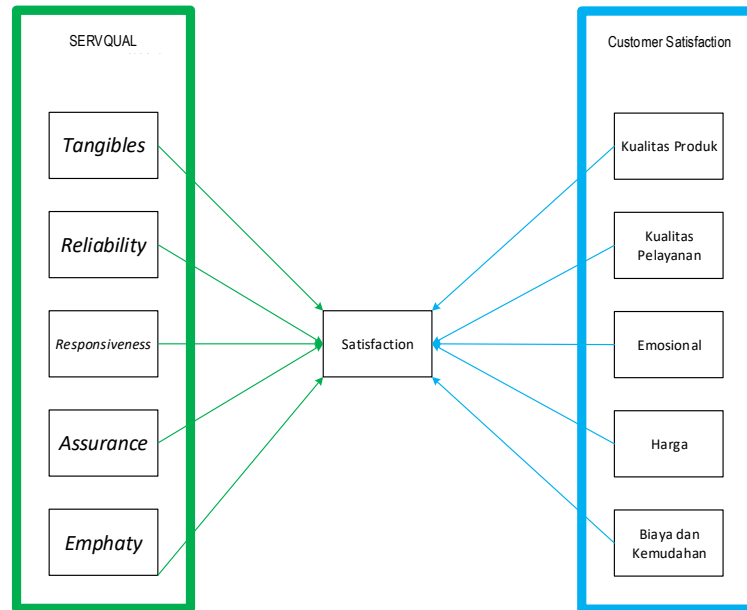 SERVQUAL
Customer Satisfaction
Tangibles
Kualitas Produk
Reliability
Kualitas
Pelayanan
Responsiveness
Satisfaction
Emosional
Assurance
Harga
Emphaty
Biaya dan
Kemudahan